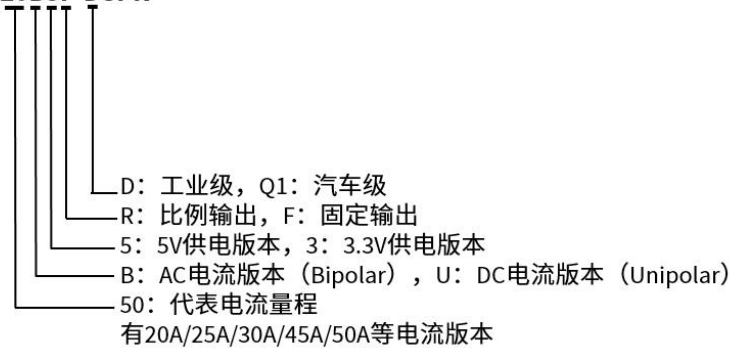 D：工业级，Q1：汽车级
R：比例输出，F：固定输出
5：5V供电版本，3：3.3V供电版本
B：AC电流版本（Bipolar），U：DC电流版本（Unipolar）
50：代表电流量程
有20A/25A/30A/45A/50A等电流版本